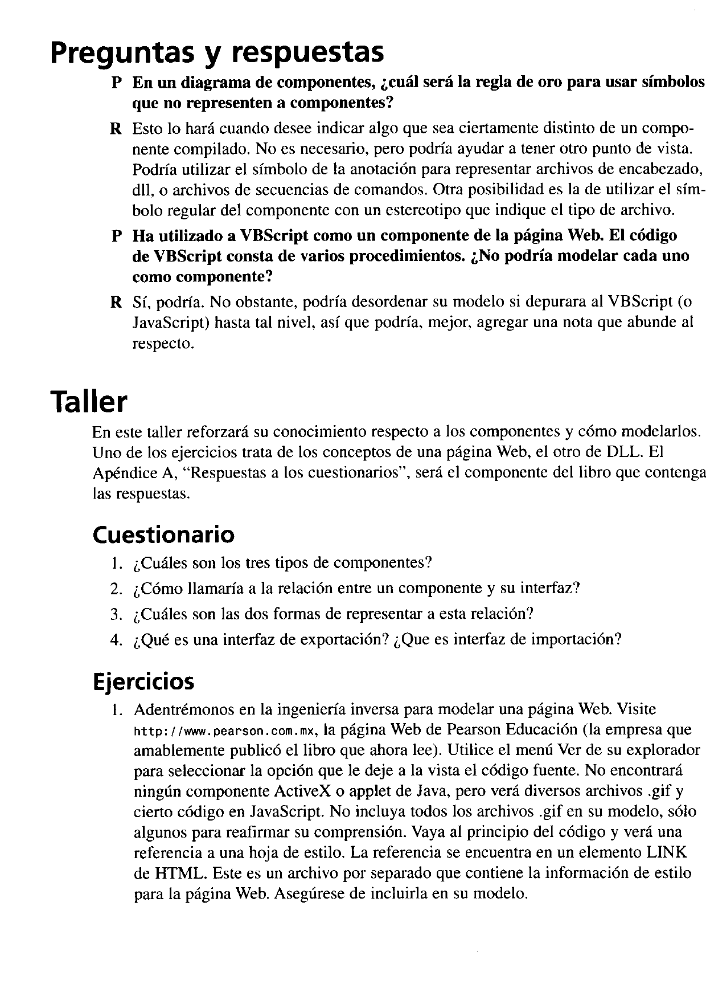 Preguntas y respuestas
P En un diagrama de componentes, ¿cuál será la regla de oro para usar símbolos
que no representen a componentes?
R Esto lo hará cuando desee indicar algo que sea ciertamente distinto de un compo-
nente compilado. No es necesario, pero podría ayudar a tener otro punto de vista.
Podría utilizar el símbolo de la anotación para representar archivos de encabezado,
dll, o archivos de secuencias de comandos. Otra posibilidad es la de utilizar el sím-
bolo regular del componente con un estereotipo que indique el tipo de archivo.
P Ha utilizado a VBScript como un componente de la página Web. El código
de VBScript consta de varios procedimientos. ¿No podría modelar cada uno
como componente?
R Sí, podría. No obstante, podría desordenar su modelo si depurara al VBScript (o
JavaScript) hasta tal nivel, así que podría, mejor, agregar una nota que abunde al
respecto.
Taller
En este taller reforzará su conocimiento respecto a los componentes y cómo modelarlos.
Uno de los ejercicios trata de los conceptos de una página Web, el otro de DLL. El
Apéndice A, “Respuestas a los cuestionarios”, será el componente del libro que contenga
las respuestas.
Cuestionario
1. ¿Cuáles son los tres tipos de componentes?
2. ¿Cómo llamaría a la relación entre un componente y su interfaz?
3. ¿Cuáles son las dos formas de representar a esta relación?
4. ¿Qué es una interfaz de exportación? ¿Que es interfaz de importación?
Ejercicios
1. Adentrémonos en la ingeniería inversa para modelar una página Web. Visite
http://www.pearson.com.mx, la página Web de Pearson Educación (la empresa que
amablemente publicó el libro que ahora lee). Utilice el menú Ver de su explorador
para seleccionar la opción que le deje a la vista el código fuente. No encontrará
ningún componente ActiveX o applet de Java, pero verá diversos archivos .gif y
cierto código en JavaScript. No incluya todos los archivos .gif en su modelo, sólo
algunos para reafirmar su comprensión. Vaya al principio del código y verá una
referencia a una hoja de estilo. La referencia se encuentra en un elemento LINK
de HTML. Este es un archivo por separado que contiene la información de estilo
para la página Web. Asegúrese de incluirla en su modelo.